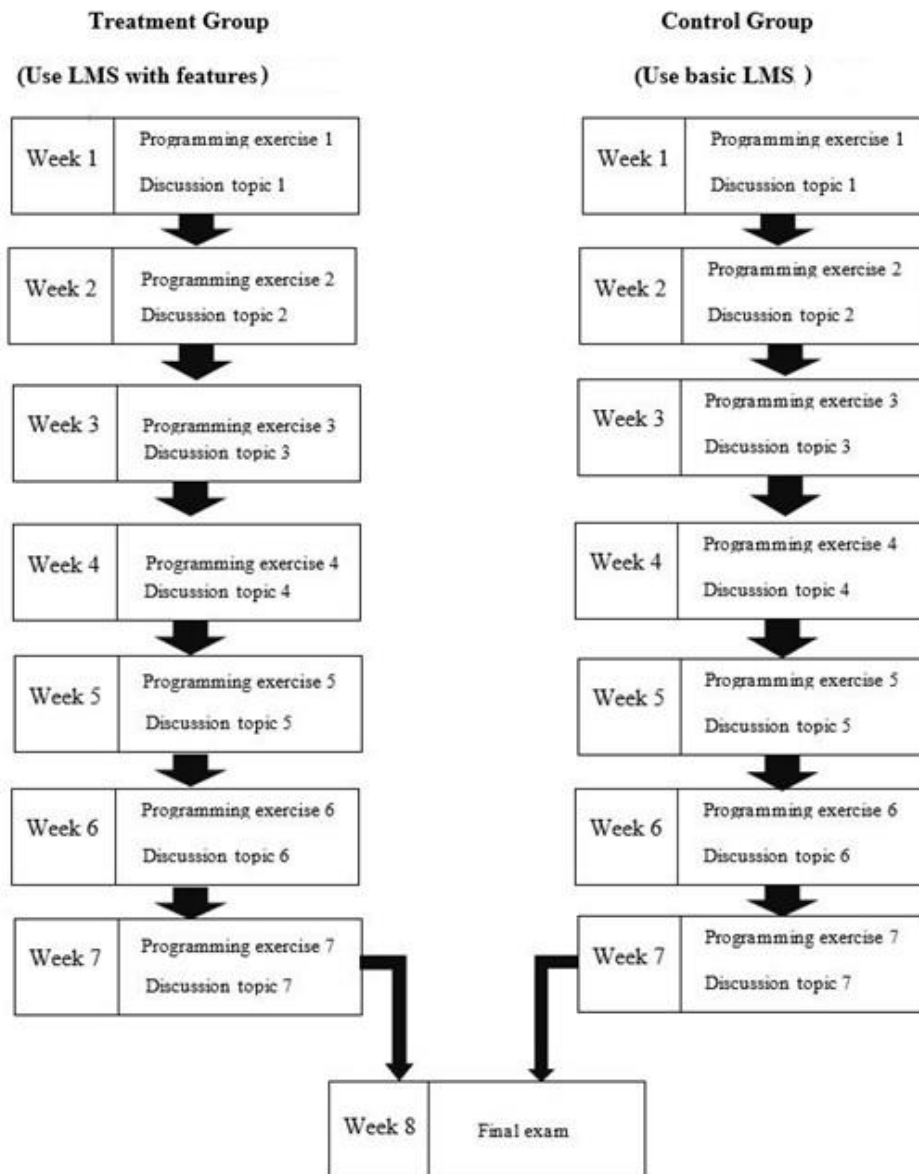 Treatment Group
(Use LMS with features)
Week 1
Programming exercise 1
Discussion topic 1
Week 2
Programming exercise 2
Discussion topic 2
Week 3
Programming exercise 3
Discussion topic 3
Week 4
Programming exercise 4
Discussion topic 4
Week 5
Programming exercise 5
Discussion topic 5
Week 6
Programming exercise 6
Discussion topic 6
Week 7
Programming exercise 7
Discussion topic 7
Control Group
(Use basic LMS )
Week 1
Programming exercise 1
Discussion topic 1
Week 2
Programming exercise 2
Discussion topic 2
Week 3
Programming exercise 3
Discussion topic 3
Week 4
Programming exercise 4
Discussion topic 4
Week 5
Programming exercise 5
Discussion topic 5
Week 6
Programming exercise 6
Discussion topic 6
Week 7
Programming exercise 7
Discussion topic 7
Week 8
Final exam